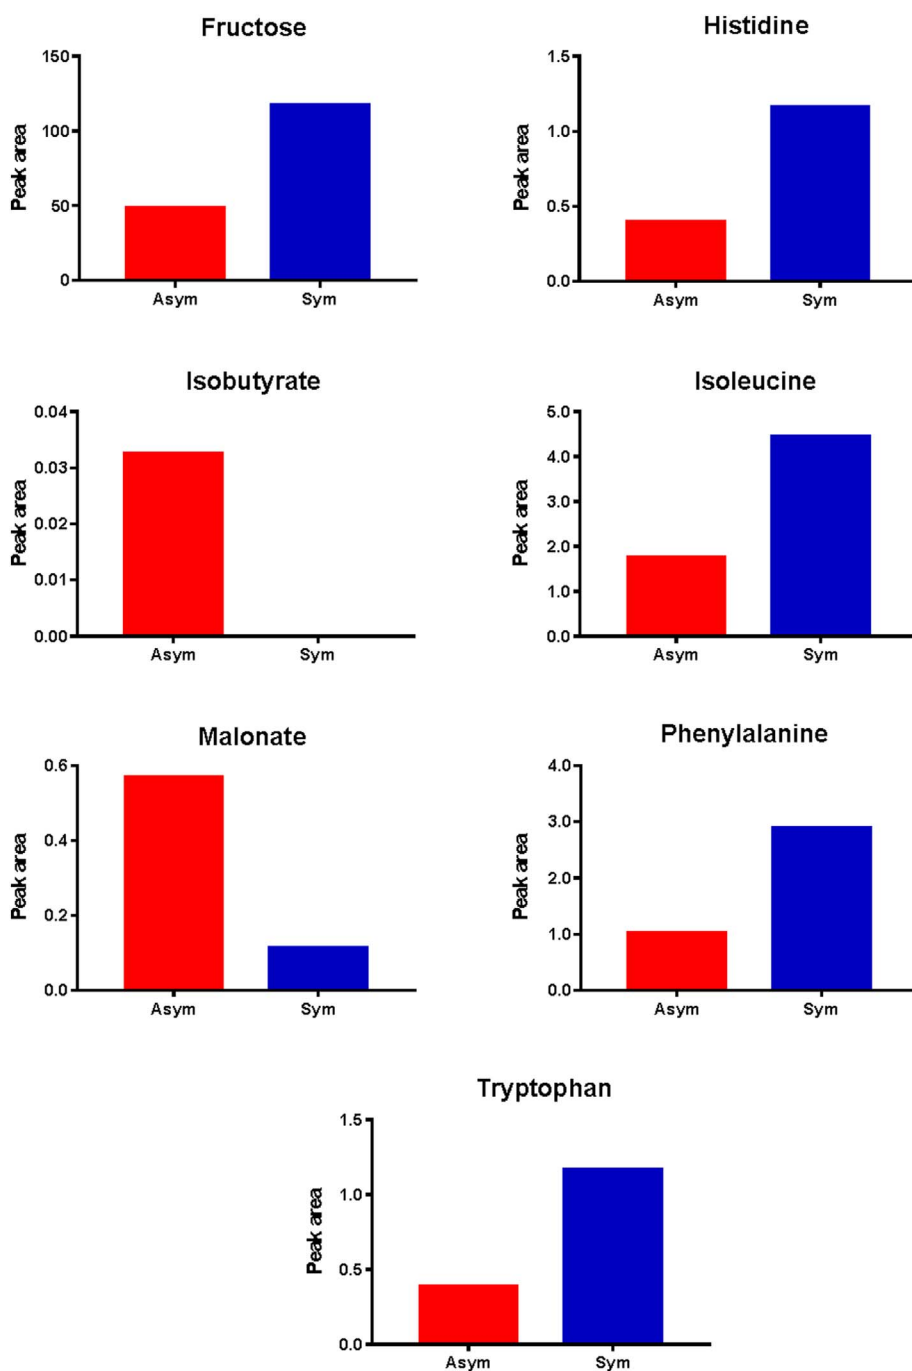 Fructose
150
100
50
0
Peak area
Asym Sym
Histidine
1.5
1.0
0.5
0.0
Peak area
Asym Sym
Isobutyrate
0.04
0.03
0.02
0.01
0.00
Peak area
Asym Sym
Isoleucine
5.0
4.0
3.0
2.0
1.0
0.0
Peak area
Asym Sym
Malonate
0.6
0.4
0.2
0.0
Peak area
Asym Sym
Phenylalanine
4.0
3.0
2.0
1.0
0.0
Peak area
Asym Sym
Tryptophan
1.5
1.0
0.5
0.0
Peak area
Asym Sym